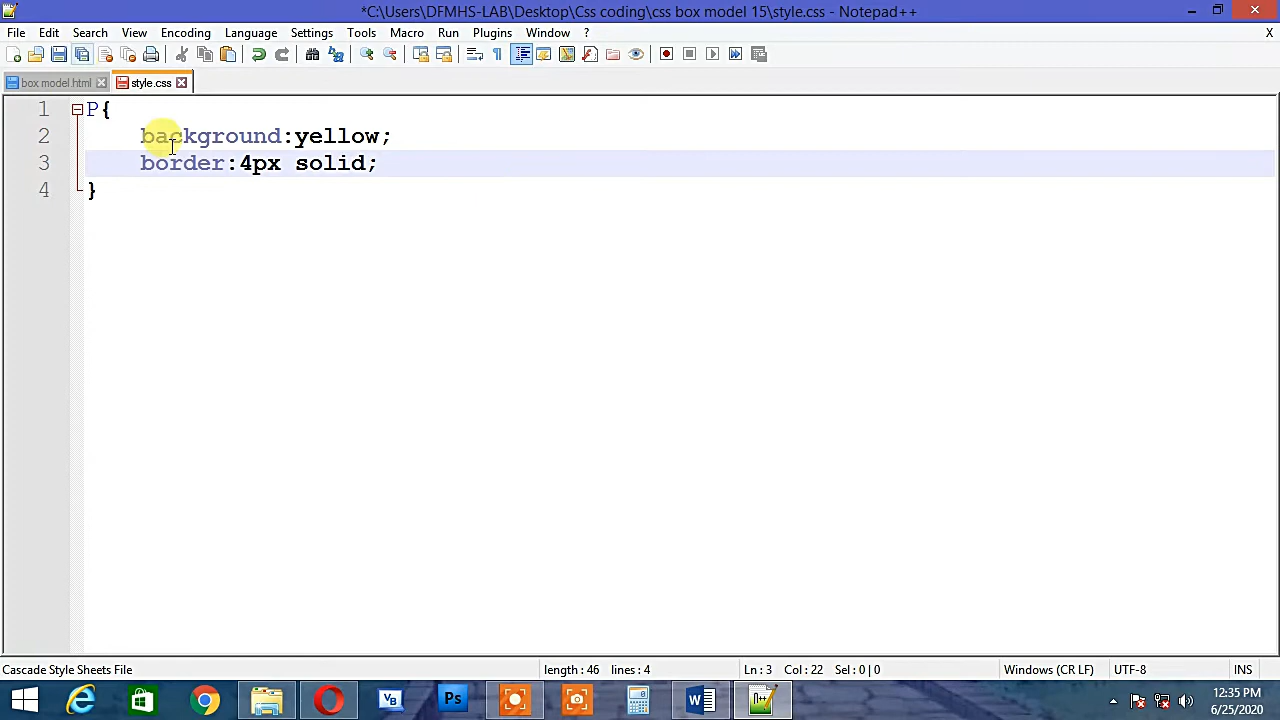 *C:\Users\DFMHS-LAB\Desktop\Css coding\css box model 15\style.css - Notepad++
File Edit Search View Encoding Language Settings Tools Macro Run Plugins Window ? X
box model.html style.css
1 P{
2 background:yellow;
3 border:4px solid;
4 }
Cascade Style Sheets File length : 46 lines : 4 Ln : 3 Col : 22 Sel : 0 | 0 Windows (CR LF) UTF-8 INS
12:35 PM
6/25/2020